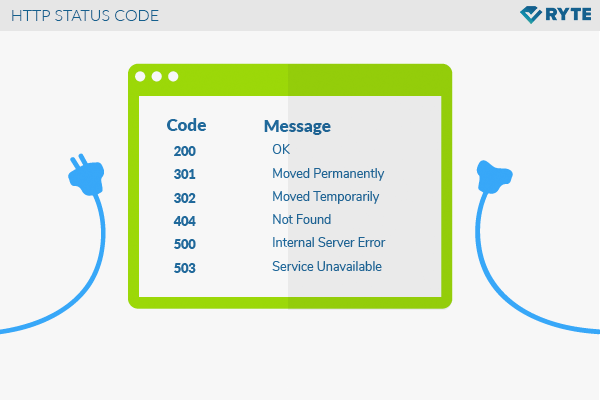 HTTP STATUS CODE
RYTE
Code Message
200 OK
301 Moved Permanently
302 Moved Temporarily
404 Not Found
500 Internal Server Error
503 Service Unavailable